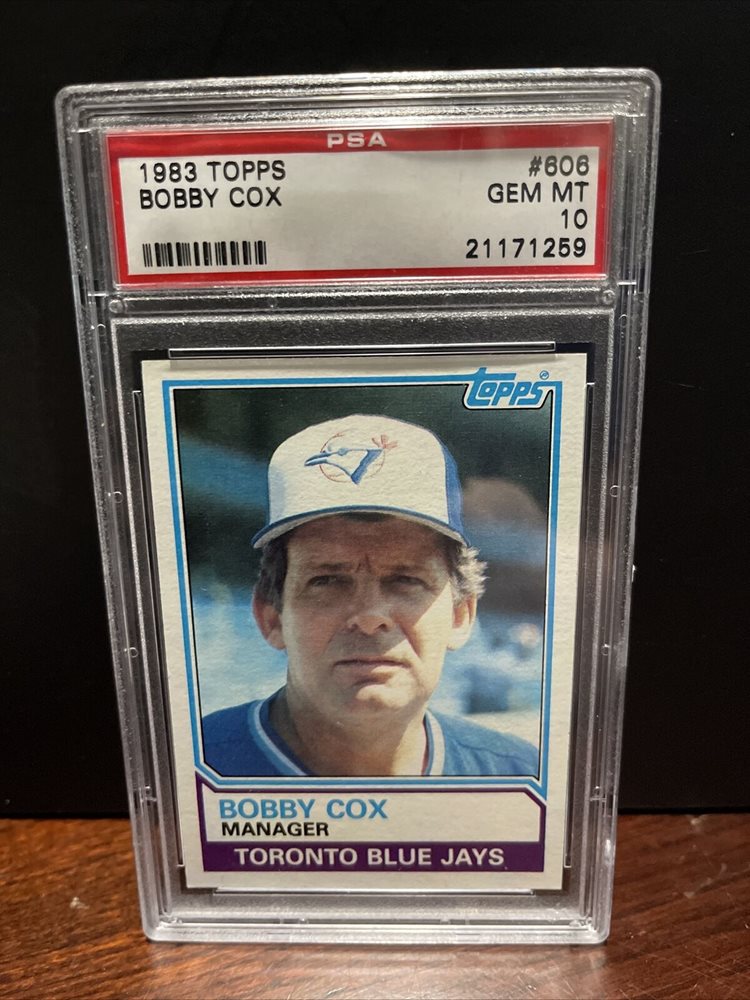 PSA
1983 TOPPS #606
BOBBY COX GEM MT
10
21171259
topps®
BOBBY COX
MANAGER
TORONTO BLUE JAYS